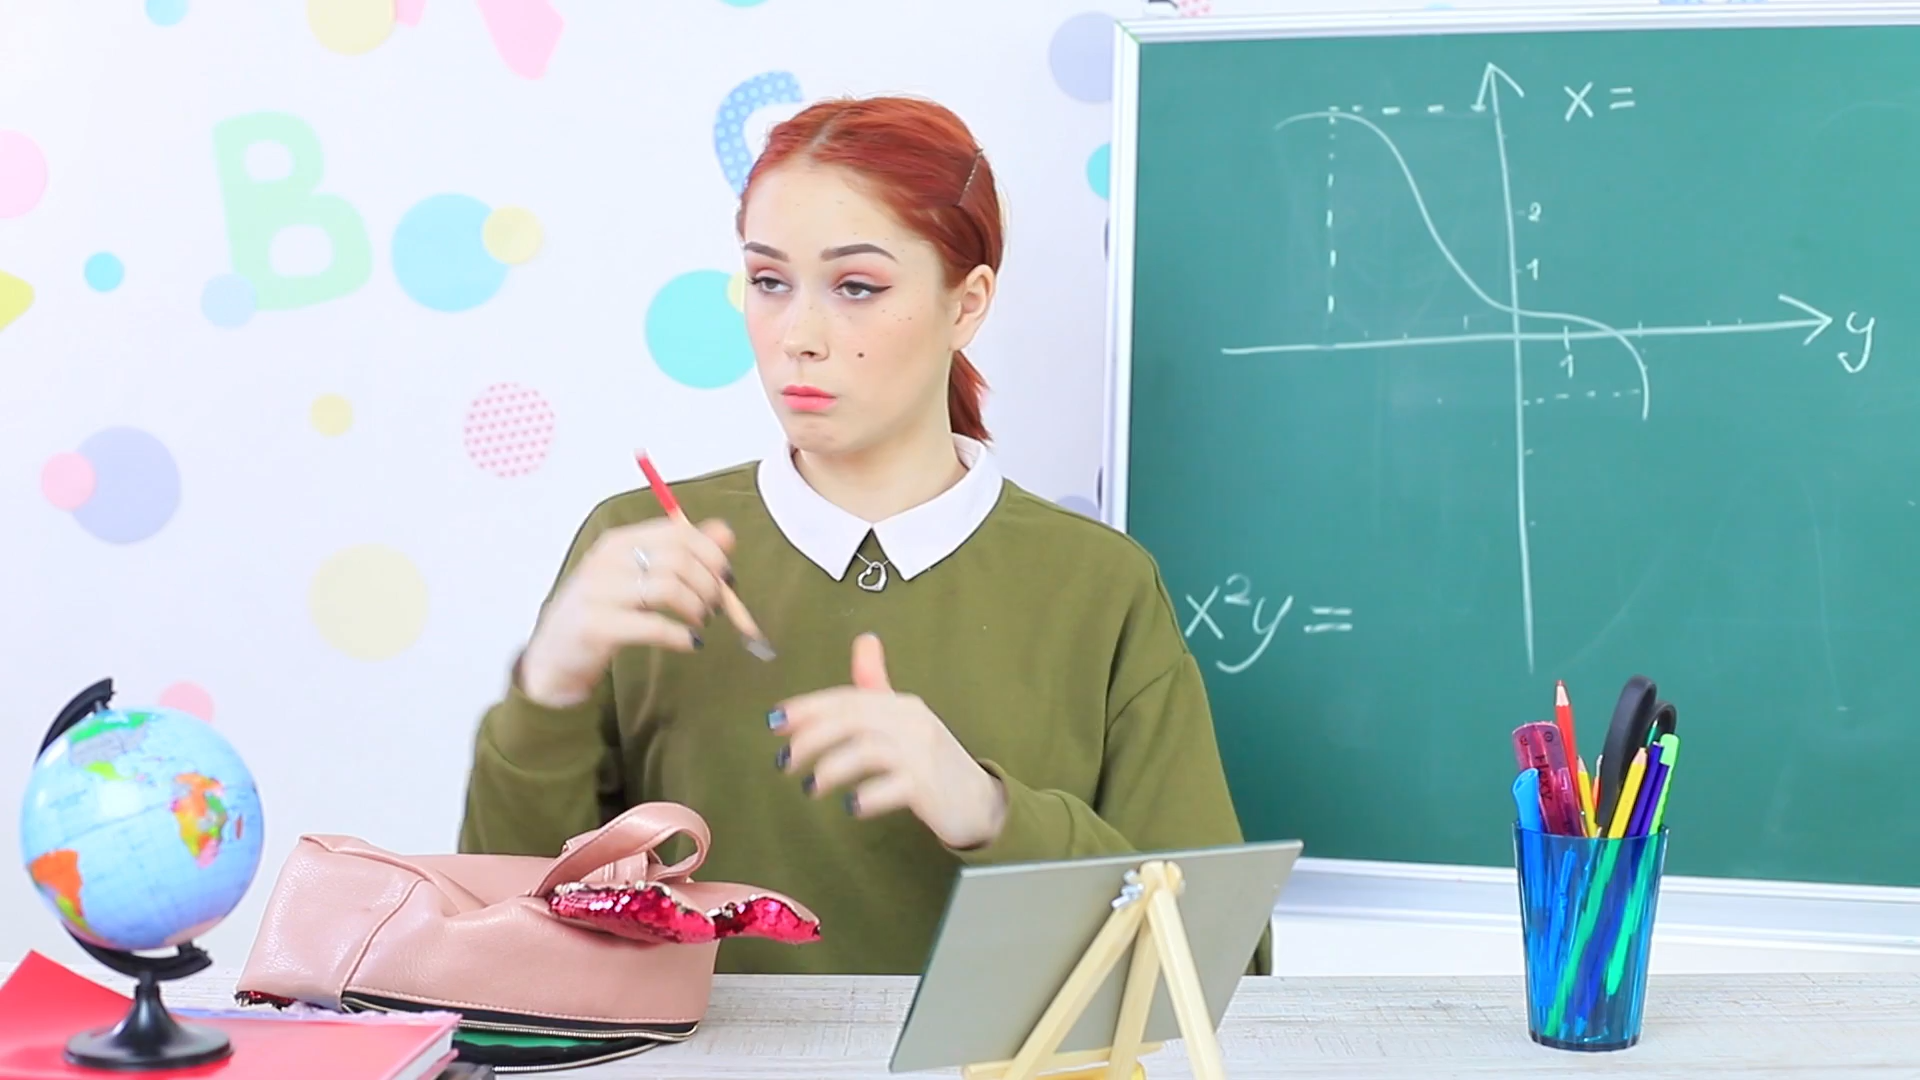 B
x =
2
1
y
1
x²y =